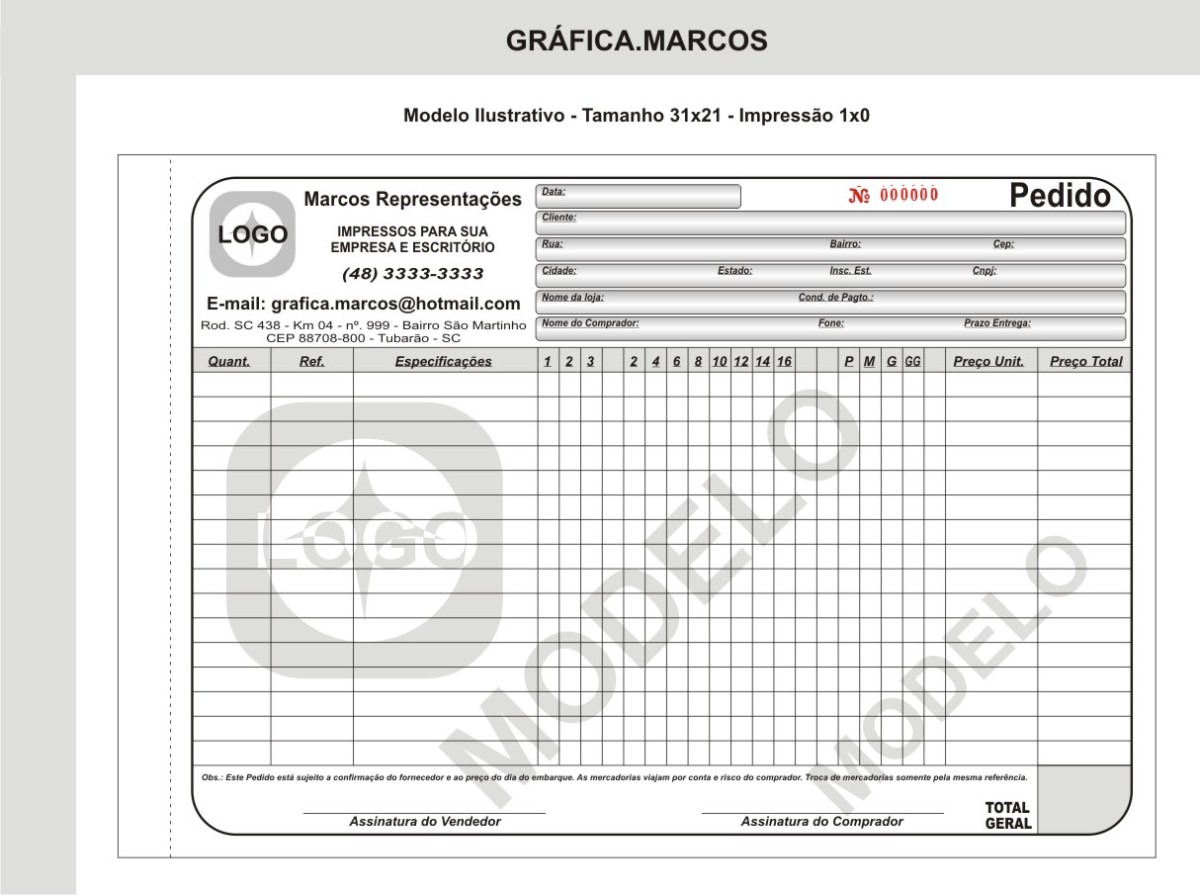 GRÁFICA.MARCOS
Modelo Ilustrativo - Tamanho 31x21 - Impressão 1x0
LOGO
Marcos Representações
IMPRESSOS PARA SUA
EMPRESA E ESCRITÓRIO
(48) 3333-3333
E-mail: grafica.marcos@hotmail.com
Rod. SC 438 - Km 04 - nº. 999 - Bairro São Martinho
CEP 88708-800 - Tubarão - SC
Data:
Nº 000000
Pedido
Cliente:
Rua: Bairro: Cep:
Cidade: Estado: Insc. Est. Cnpj:
Nome da loja: Cond. de Pagto.:
Nome do Comprador: Fone: Prazo Entrega:
Quant. Ref. Especificações 1 2 3 2 4 6 8 10 12 14 16 P M G GG Preço Unit. Preço Total
LOGO
MODELO
MODELO
Obs.: Este Pedido está sujeito a confirmação do fornecedor e ao preço do dia do embarque. As mercadorias viajam por conta e risco do comprador. Troca de mercadorias somente pela mesma referência.
Assinatura do Vendedor
Assinatura do Comprador
TOTAL
GERAL